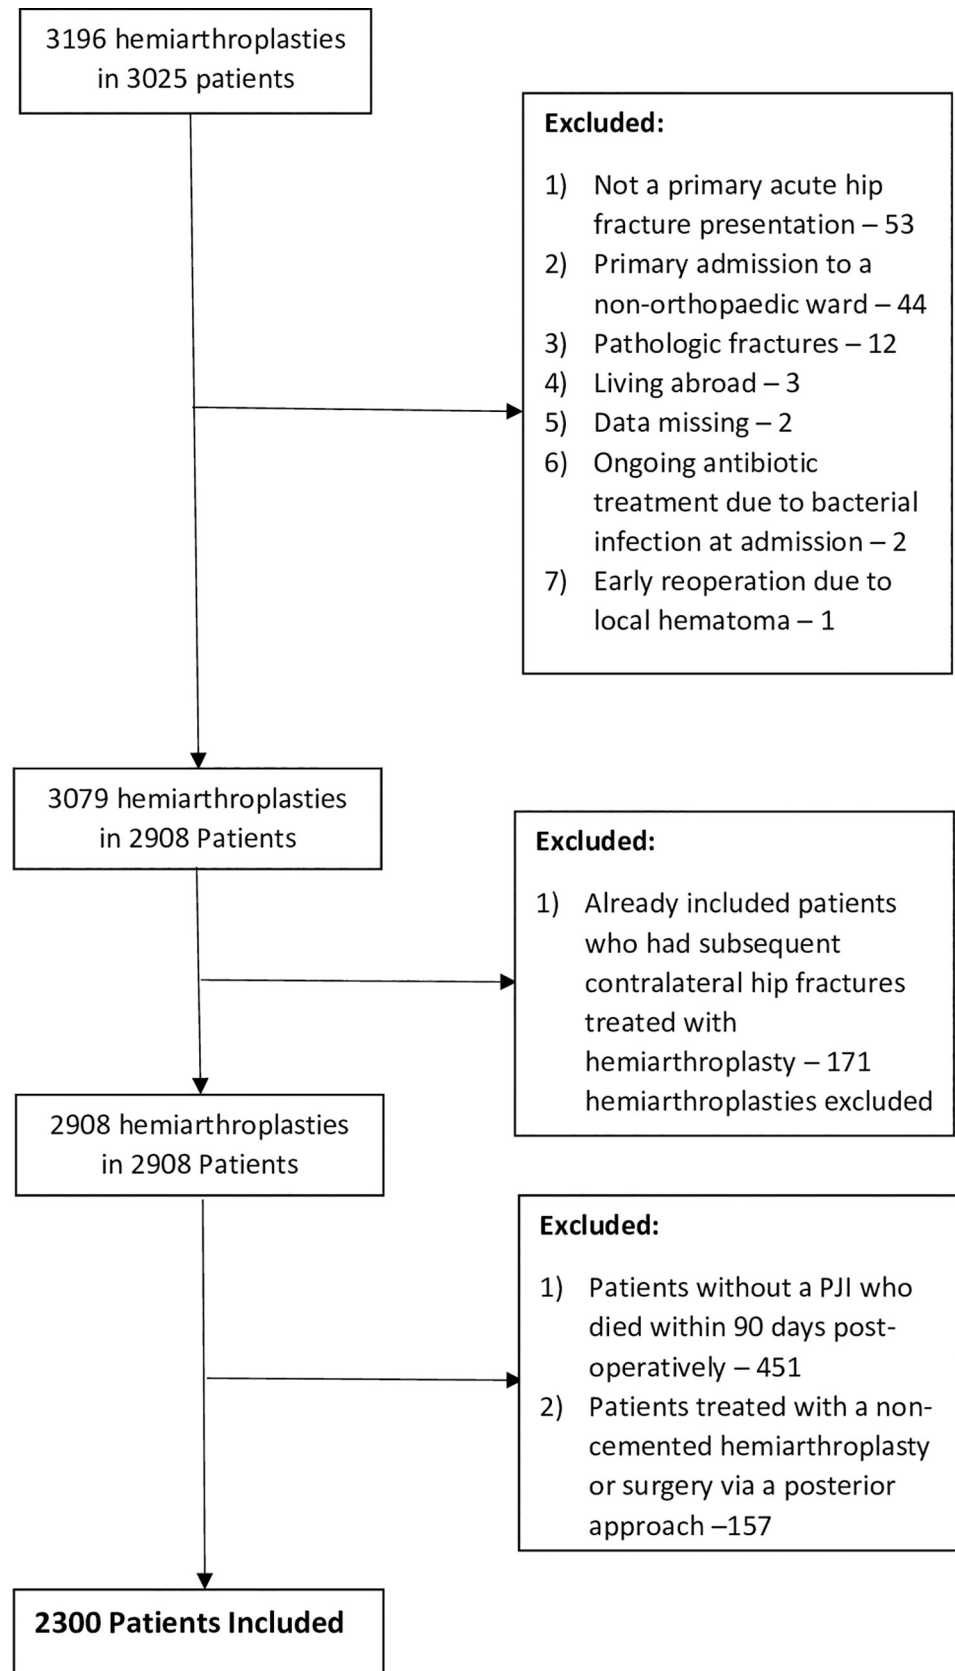 3196 hemiarthroplasties
in 3025 patients
Excluded:
1) Not a primary acute hip
fracture presentation – 53
2) Primary admission to a
non-orthopaedic ward – 44
3) Pathologic fractures – 12
4) Living abroad – 3
5) Data missing – 2
6) Ongoing antibiotic
treatment due to bacterial
infection at admission – 2
7) Early reoperation due to
local hematoma – 1
3079 hemiarthroplasties
in 2908 Patients
Excluded:
1) Already included patients
who had subsequent
contralateral hip fractures
treated with
hemiarthroplasty – 171
hemiarthroplasties excluded
2908 hemiarthroplasties
in 2908 Patients
Excluded:
1) Patients without a PJI who
died within 90 days post-
operatively – 451
2) Patients treated with a non-
cemented hemiarthroplasty
or surgery via a posterior
approach –157
2300 Patients Included